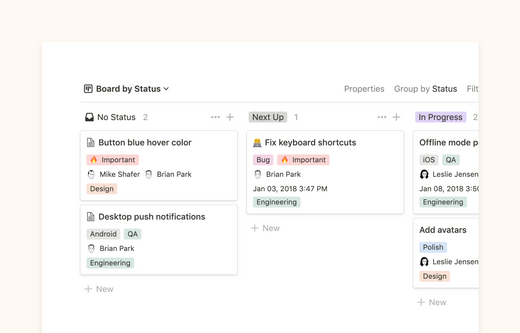 Board by Status
Properties
Group by Status
No Status 2
Button blue hover color
Important
Mike Shafer Brian Park
Design
Desktop push notifications
Android QA
Brian Park
Engineering
New
Next Up 1
Fix keyboard shortcuts
Bug Important
Brian Park
Jan 03, 2018 3:47 PM
Engineering
New
In Progress 2
Offline mode
iOS QA
Leslie Jensen
Jan 08, 2018
Engineering
Add avatars
Polish
Leslie Jensen
Design
New